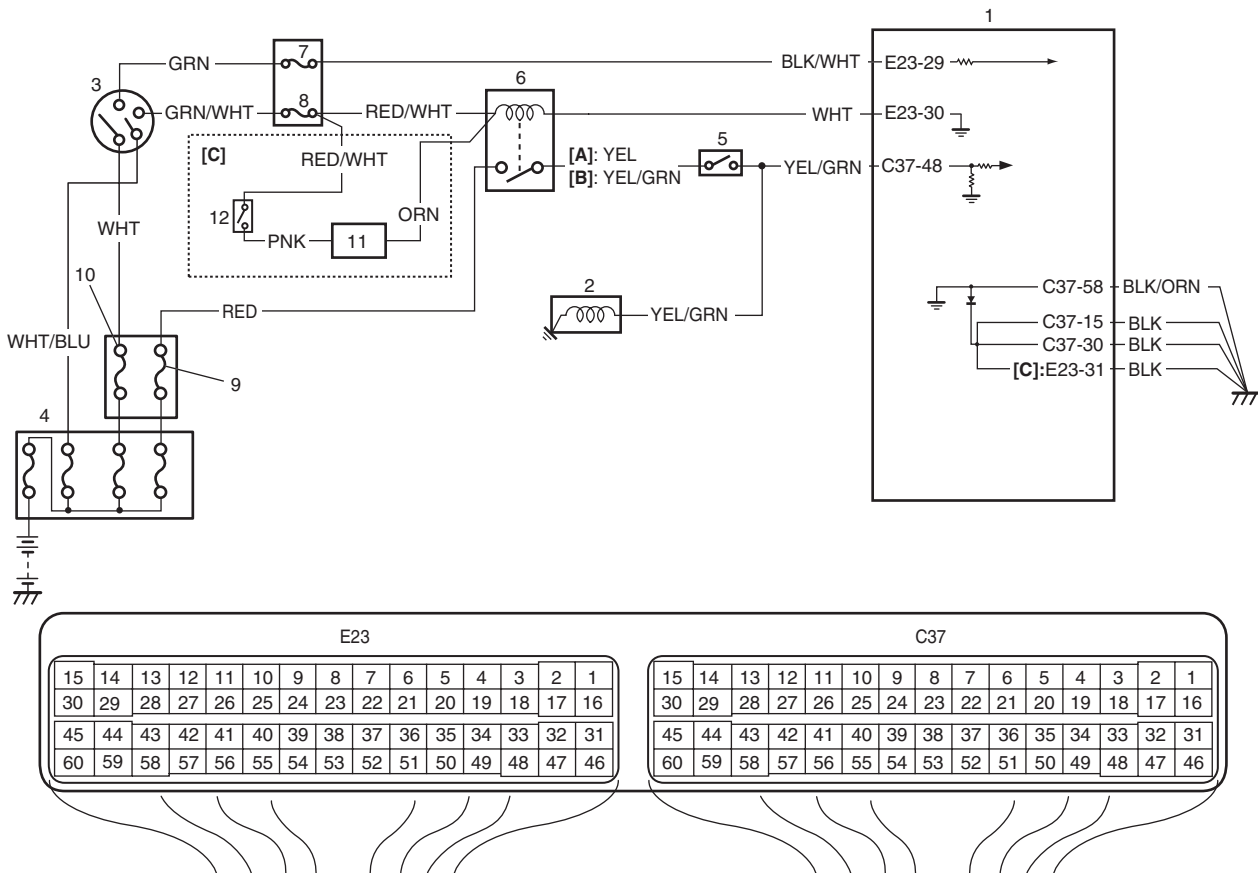 1
GRN
7
BLK/WHT
E23-29
3
6
GRN/WHT
8
RED/WHT
WHT
E23-30
[C]
RED/WHT
[A]: YEL
[B]: YEL/GRN
5
YEL/GRN
C37-48
12
ORN
WHT
PNK
11
10
2
RED
YEL/GRN
C37-58
BLK/ORN
WHT/BLU
C37-15
BLK
C37-30
BLK
9
[C]:E23-31
BLK
4
E23
C37
15 14 13 12 11 10 9 8 7 6 5 4 3 2 1
30 29 28 27 26 25 24 23 22 21 20 19 18 17 16
45 44 43 42 41 40 39 38 37 36 35 34 33 32 31
60 59 58 57 56 55 54 53 52 51 50 49 48 47 46
15 14 13 12 11 10 9 8 7 6 5 4 3 2 1
30 29 28 27 26 25 24 23 22 21 20 19 18 17 16
45 44 43 42 41 40 39 38 37 36 35 34 33 32 31
60 59 58 57 56 55 54 53 52 51 50 49 48 47 46